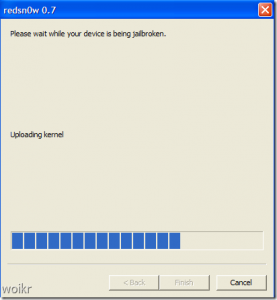 redsn0w 0.7
Please wait while your device is being jailbroken.
Uploading kernel
< Back
Finish
Cancel
woikr